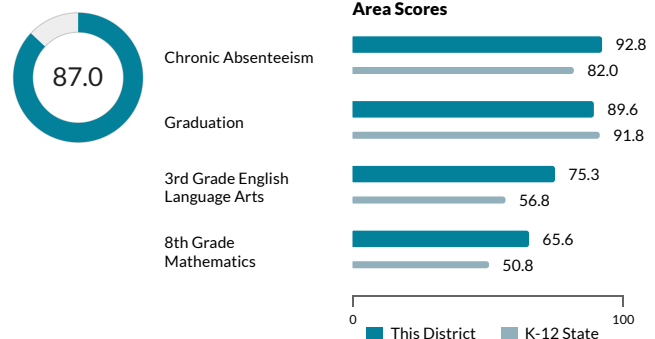 87.0
Area Scores
Chronic Absenteeism
92.8
82.0
Graduation
89.6
91.8
3rd Grade English
Language Arts
75.3
56.8
8th Grade
Mathematics
65.6
50.8
0
100
This District
K-12 State